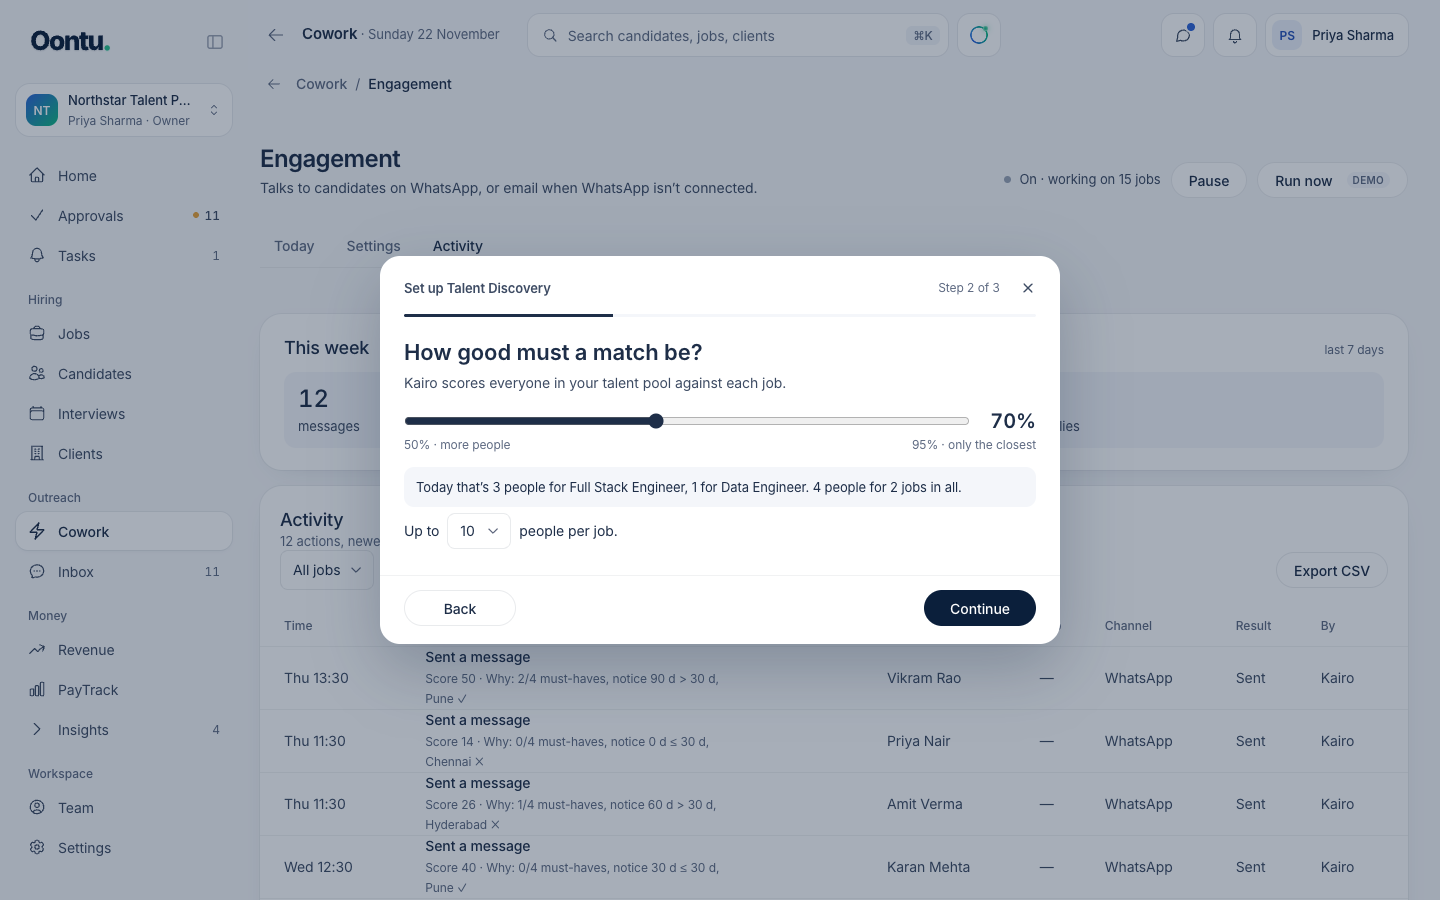 Oontu.
Cowork · Sunday 22 November
Search candidates, jobs, clients
⌘K
PS
Priya Sharma
Cowork / Engagement
NT
Northstar Talent P...
Priya Sharma · Owner
Home
Approvals
11
Tasks
1
Hiring
Jobs
Candidates
Interviews
Clients
Outreach
Cowork
Inbox
11
Money
Revenue
PayTrack
Insights
4
Workspace
Team
Settings
Engagement
Talks to candidates on WhatsApp, or email when WhatsApp isn't connected.
On · working on 15 jobs
Pause
Run now DEMO
Today
Settings
Activity
This week
last 7 days
12
messages
Set up Talent Discovery
Step 2 of 3
How good must a match be?
Kairo scores everyone in your talent pool against each job.
70%
50% · more people
95% · only the closest
Today that's 3 people for Full Stack Engineer, 1 for Data Engineer. 4 people for 2 jobs in all.
Up to 10 people per job.
Back
Continue
Activity
12 actions, newe
All jobs
Export CSV
Time
Channel
Result
By
Sent a message
Thu 13:30
Score 50 · Why: 2/4 must-haves, notice 90 d > 30 d,
Pune ✓
Vikram Rao
—
WhatsApp
Sent
Kairo
Sent a message
Thu 11:30
Score 14 · Why: 0/4 must-haves, notice 0 d ≤ 30 d,
Chennai ✕
Priya Nair
—
WhatsApp
Sent
Kairo
Sent a message
Thu 11:30
Score 26 · Why: 1/4 must-haves, notice 60 d > 30 d,
Hyderabad ✕
Amit Verma
—
WhatsApp
Sent
Kairo
Sent a message
Wed 12:30
Score 40 · Why: 0/4 must-haves, notice 30 d ≤ 30 d,
Pune ✓
Karan Mehta
—
WhatsApp
Sent
Kairo